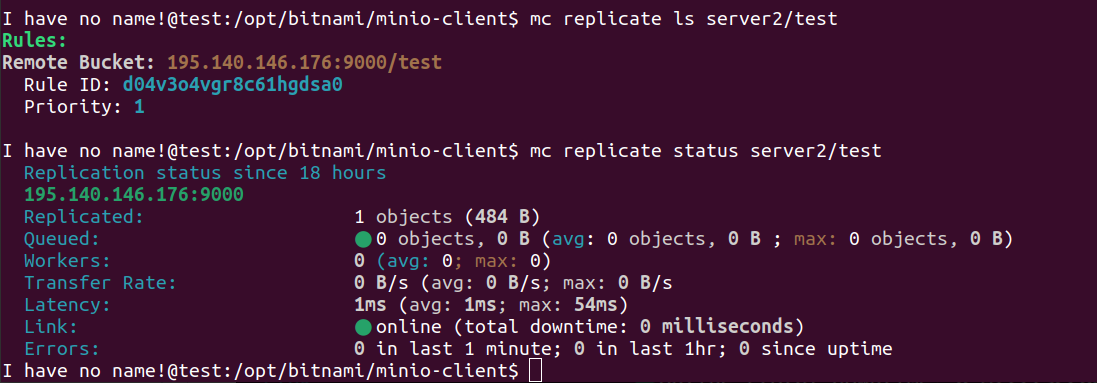 I have no name!@test:/opt/bitnami/minio-client$ mc replicate ls server2/test
Rules:
Remote Bucket: 195.140.146.176:9000/test
  Rule ID: d04v3o4vgr8c61hgdsa0
  Priority: 1

I have no name!@test:/opt/bitnami/minio-client$ mc replicate status server2/test
  Replication status since 18 hours
  195.140.146.176:9000
  Replicated:                   1 objects (484 B)
  Queued:                       ●0 objects, 0 B (avg: 0 objects, 0 B ; max: 0 objects, 0 B)
  Workers:                      0 (avg: 0; max: 0)
  Transfer Rate:                0 B/s (avg: 0 B/s; max: 0 B/s
  Latency:                      1ms (avg: 1ms; max: 54ms)
  Link:                         ●online (total downtime: 0 milliseconds)
  Errors:                       0 in last 1 minute; 0 in last 1hr; 0 since uptime
I have no name!@test:/opt/bitnami/minio-client$